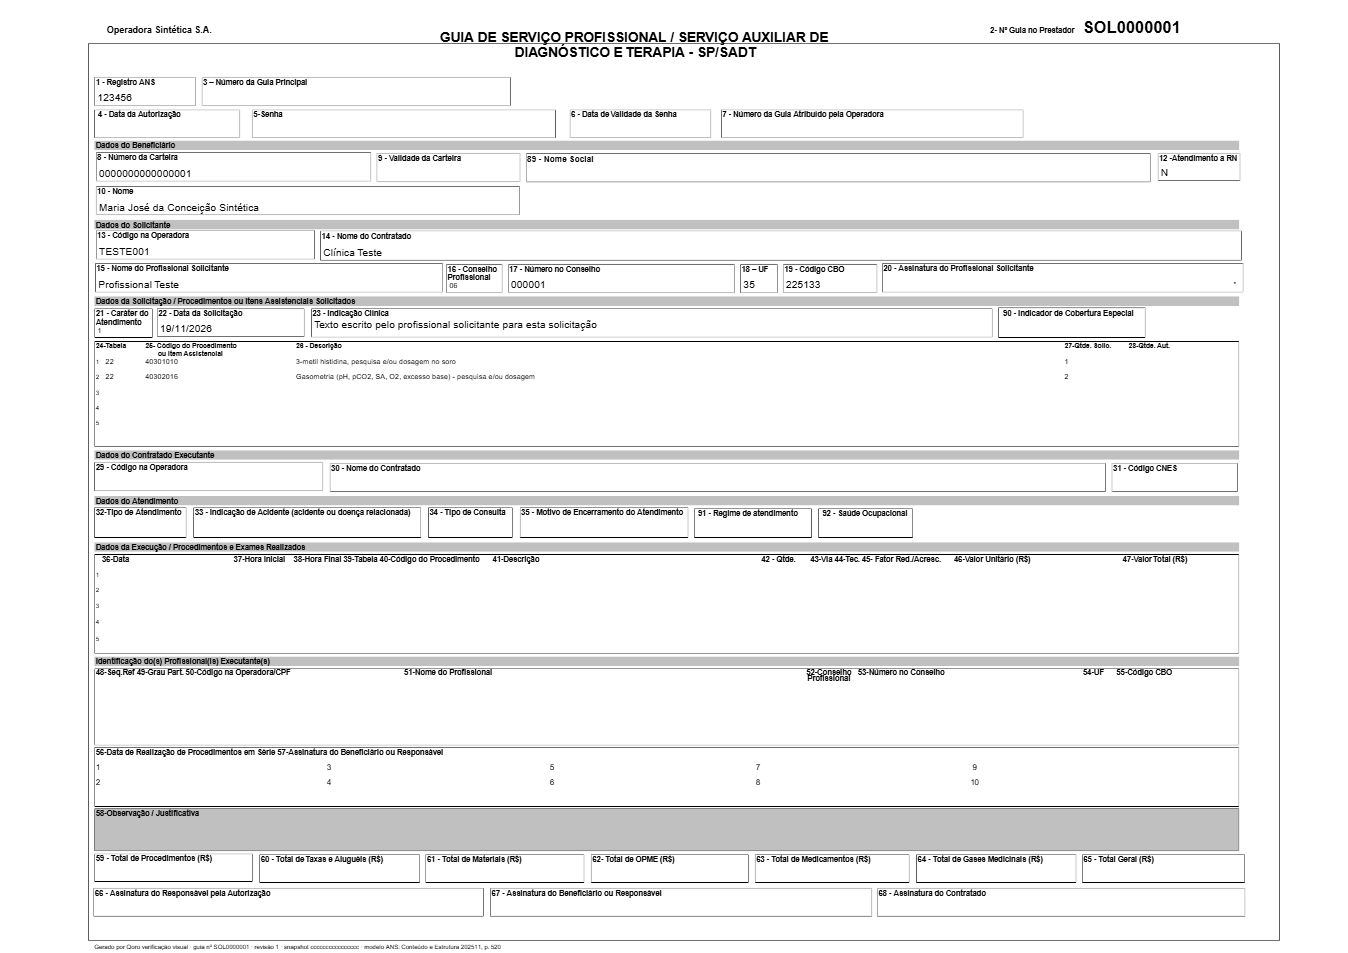 Operadora Sintética S.A.
GUIA DE SERVIÇO PROFISSIONAL / SERVIÇO AUXILIAR DE
DIAGNÓSTICO E TERAPIA - SP/SADT
2- Nº Guia no Prestador SOL0000001
1 - Registro ANS 3 – Número da Guia Principal
123456
4 - Data da Autorização 5-Senha 6 - Data de Validade da Senha 7 - Número da Guia Atribuído pela Operadora
Dados do Beneficiário
8 - Número da Carteira 9 - Validade da Carteira 89 - Nome Social 12 -Atendimento a RN
0000000000000001 N
10 - Nome
Maria José da Conceição Sintética
Dados do Solicitante
13 - Código na Operadora 14 - Nome do Contratado
TESTE001 Clínica Teste
15 - Nome do Profissional Solicitante 16 - Conselho Profissional 17 - Número no Conselho 18 – UF 19 - Código CBO 20 - Assinatura do Profissional Solicitante
Profissional Teste 06 000001 35 225133
Dados da Solicitação / Procedimentos ou Itens Assistenciais Solicitados
21 - Caráter do Atendimento 22 - Data da Solicitação 23 - Indicação Clínica 90 - Indicador de Cobertura Especial
1 19/11/2026 Texto escrito pelo profissional solicitante para esta solicitação
24-Tabela 25- Código do Procedimento ou Item Assistencial 26 - Descrição 27-Qtde. Solic. 28-Qtde. Aut.
1 22 40301010 3-metil histidina, pesquisa e/ou dosagem no soro 1
2 22 40302016 Gasometria (pH, pCO2, SA, O2, excesso base) - pesquisa e/ou dosagem 2
3
4
5
Dados do Contratado Executante
29 - Código na Operadora 30 - Nome do Contratado 31 - Código CNES
Dados do Atendimento
32-Tipo de Atendimento 33 - Indicação de Acidente (acidente ou doença relacionada) 34 - Tipo de Consulta 35 - Motivo de Encerramento do Atendimento 91 - Regime de atendimento 92 - Saúde Ocupacional
Dados da Execução / Procedimentos e Exames Realizados
36-Data 37-Hora Inicial 38-Hora Final 39-Tabela 40-Código do Procedimento 41-Descrição 42 - Qtde. 43-Via 44-Tec. 45- Fator Red./Acresc. 46-Valor Unitário (R$) 47-Valor Total (R$)
1
2
3
4
5
Identificação do(s) Profissional(is) Executante(s)
48-Seq.Ref 49-Grau Part. 50-Código na Operadora/CPF 51-Nome do Profissional 52-Conselho Profissional 53-Número no Conselho 54-UF 55-Código CBO
56-Data de Realização de Procedimentos em Série 57-Assinatura do Beneficiário ou Responsável
1 3 5 7 9
2 4 6 8 10
58-Observação / Justificativa
59 - Total de Procedimentos (R$) 60 - Total de Taxas e Aluguéis (R$) 61 - Total de Materiais (R$) 62- Total de OPME (R$) 63 - Total de Medicamentos (R$) 64 - Total de Gases Medicinais (R$) 65 - Total Geral (R$)
66 - Assinatura do Responsável pela Autorização 67 - Assinatura do Beneficiário ou Responsável 68 - Assinatura do Contratado
Gerado por Qoro verificação visual · guia nº SOL0000001 · revisão 1 · snapshot cccccccccccccccc · modelo ANS: Conteúdo e Estrutura 202511, p. 520